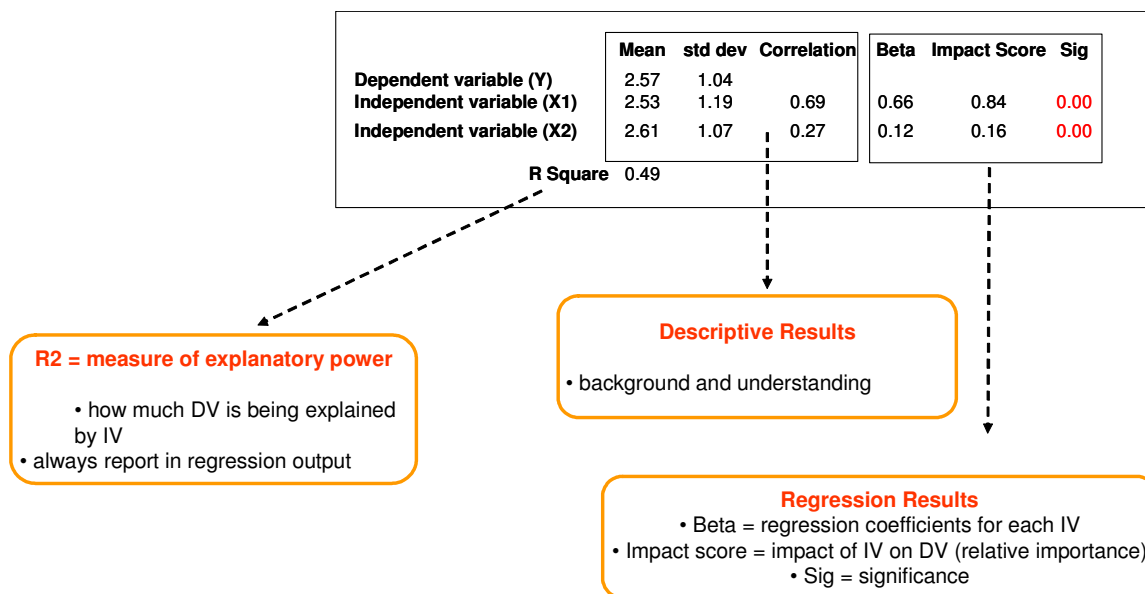 Mean std dev Correlation Beta Impact Score Sig
Dependent variable (Y) 2.57 1.04
Independent variable (X1) 2.53 1.19 0.69 0.66 0.84 0.00
Independent variable (X2) 2.61 1.07 0.27 0.12 0.16 0.00
R Square 0.49
R2 = measure of explanatory power
• how much DV is being explained
by IV
• always report in regression output
Descriptive Results
• background and understanding
Regression Results
• Beta = regression coefficients for each IV
• Impact score = impact of IV on DV (relative importance)
• Sig = significance